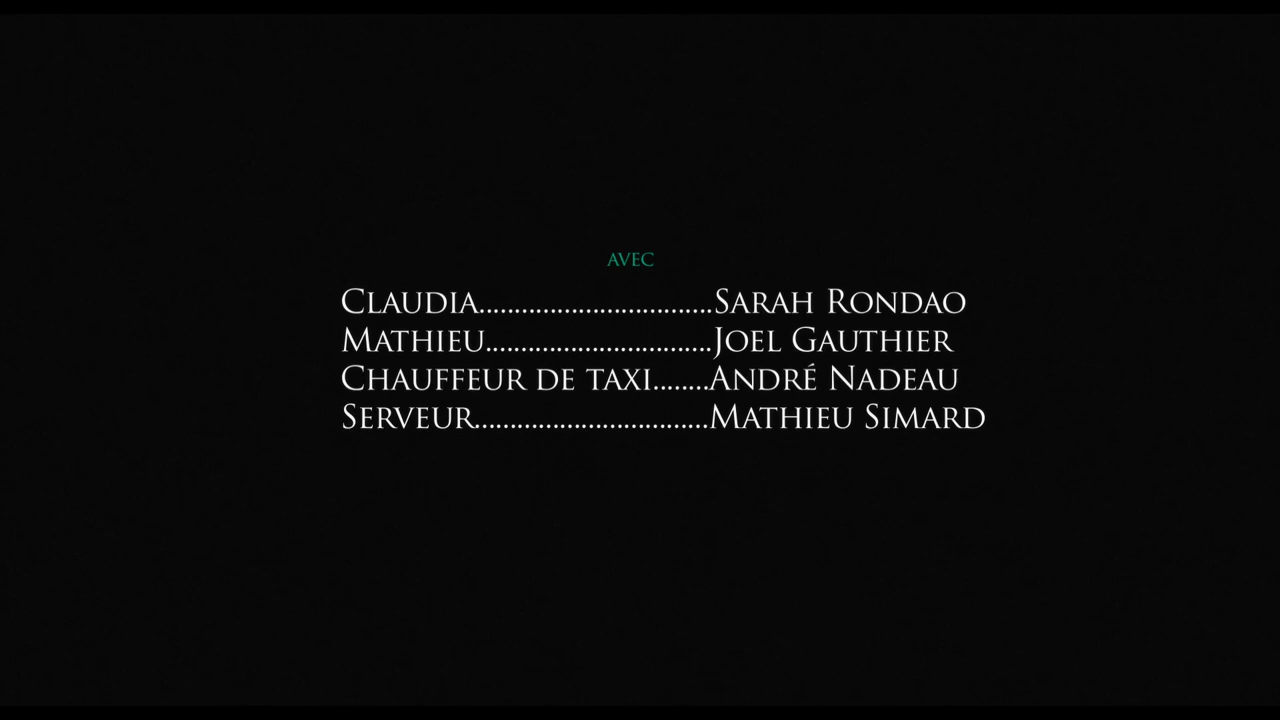 AVEC
CLAUDIA................................SARAH RONDAO
MATHIEU...............................JOEL GAUTHIER
CHAUFFEUR DE TAXI........ANDRÉ NADEAU
SERVEUR................................MATHIEU SIMARD